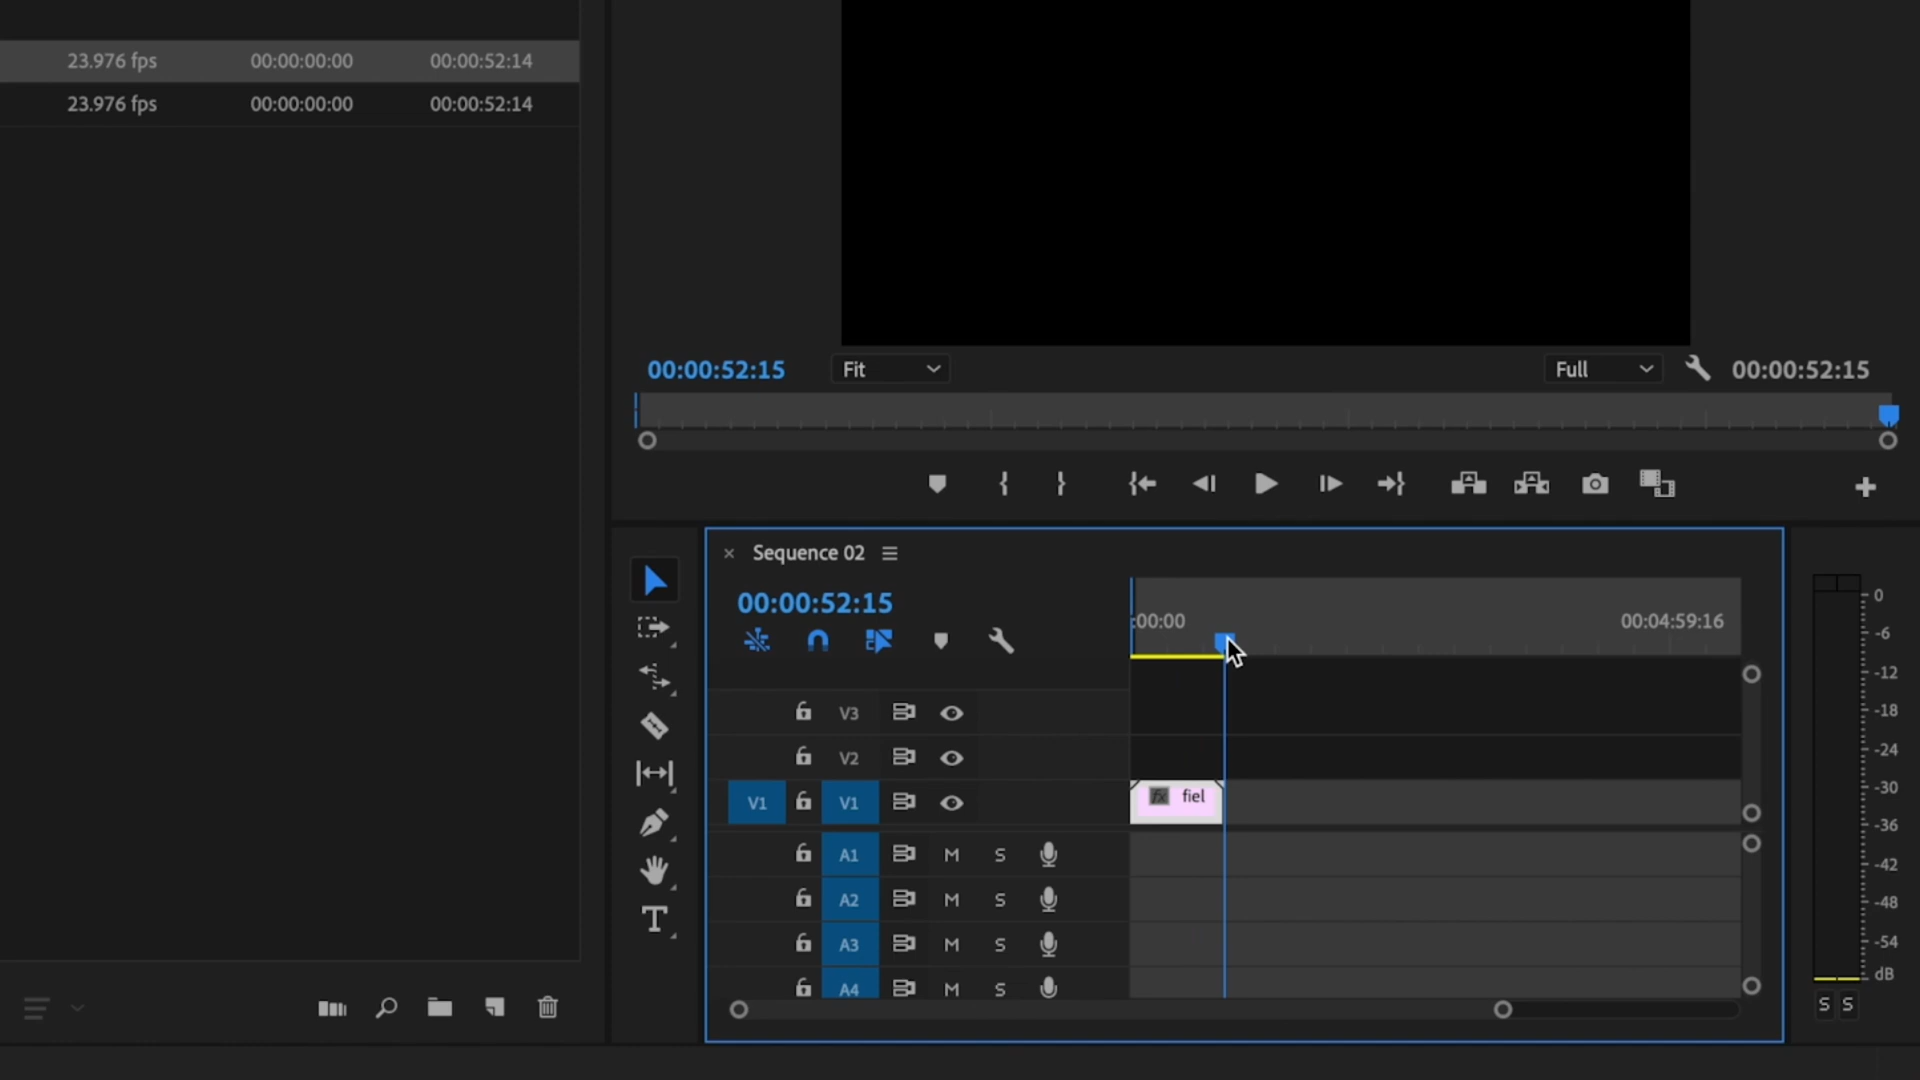 23.976 fps 00:00:00:00 00:00:52:14
23.976 fps 00:00:00:00 00:00:52:14
00:00:52:15 Fit Full 00:00:52:15
× Sequence 02
00:00:52:15
:00:00 00:04:59:16
V3
V2
V1 V1 fx fiel
A1 M S
A2 M S
A3 M S
A4 M S
T
0
-6
-12
-18
-24
-30
-36
-42
-48
-54
dB
S S